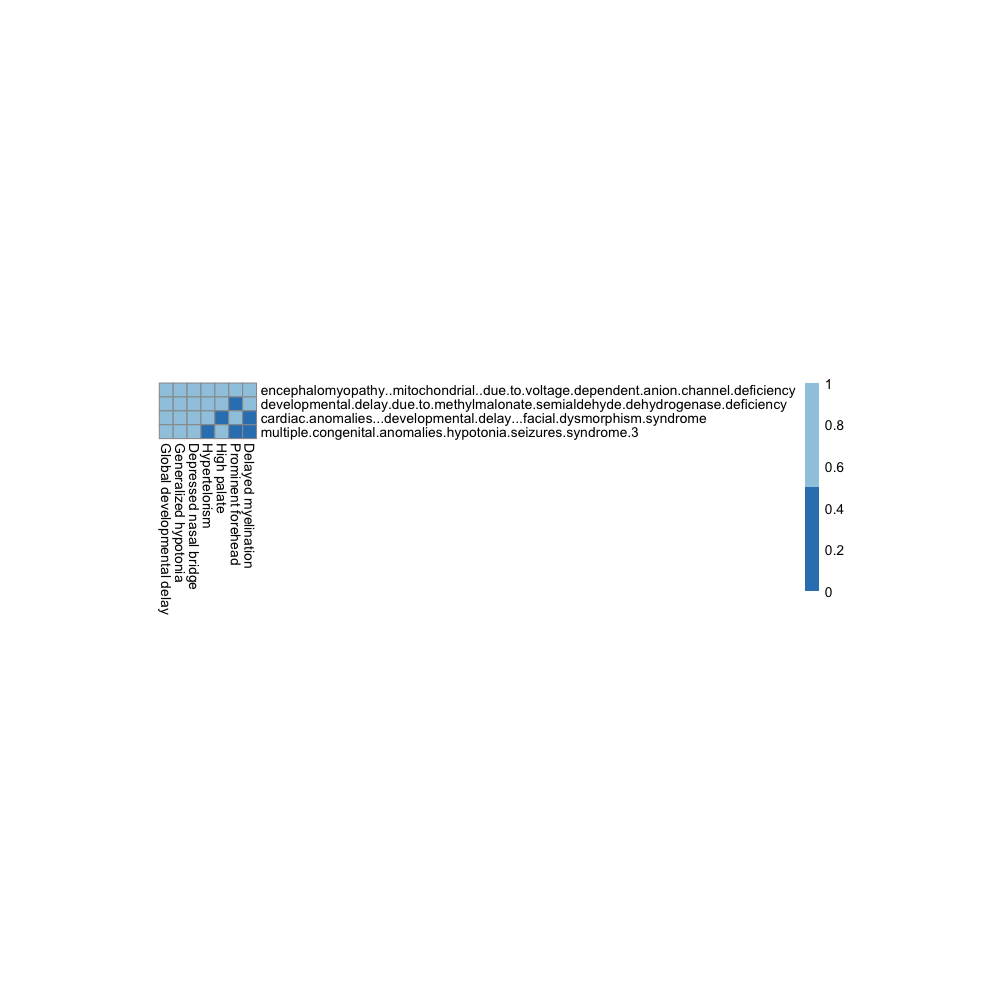 encephalomyopathy..mitochondrial..due.to.voltage.dependent.anion.channel.deficiency
developmental.delay.due.to.methylmalonate.semialdehyde.dehydrogenase.deficiency
cardiac.anomalies...developmental.delay...facial.dysmorphism.syndrome
multiple.congenital.anomalies.hypotonia.seizures.syndrome.3
Global developmental delay
Generalized hypotonia
Depressed nasal bridge
Hypertelorism
High palate
Prominent forehead
Delayed myelination
1
0.8
0.6
0.4
0.2
0